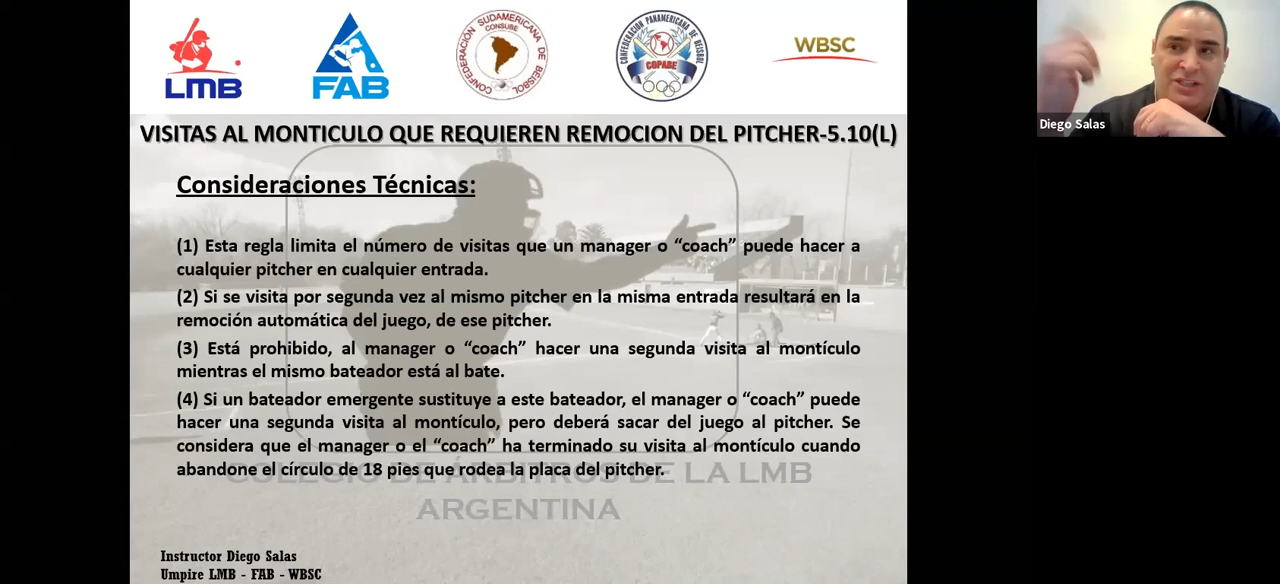 LMB
FAB
CONFEDERACIÓN SUDAMERICANA DE BEISBOL
CONSUBE
CONFEDERACION PANAMERICANA DE BEISBOL
COPABE
WBSC
Diego Salas
VISITAS AL MONTICULO QUE REQUIEREN REMOCION DEL PITCHER-5.10(L)
Consideraciones Técnicas:
(1) Esta regla limita el número de visitas que un manager o “coach” puede hacer a
cualquier pitcher en cualquier entrada.
(2) Si se visita por segunda vez al mismo pitcher en la misma entrada resultará en la
remoción automática del juego, de ese pitcher.
(3) Está prohibido, al manager o “coach” hacer una segunda visita al montículo
mientras el mismo bateador está al bate.
(4) Si un bateador emergente sustituye a este bateador, el manager o “coach” puede
hacer una segunda visita al montículo, pero deberá sacar del juego al pitcher. Se
considera que el manager o el “coach” ha terminado su visita al montículo cuando
abandone el círculo de 18 pies que rodea la placa del pitcher.
COLEGIO DE ÁRBITROS DE LA LMB
ARGENTINA
Instructor Diego Salas
Umpire LMB - FAB - WBSC